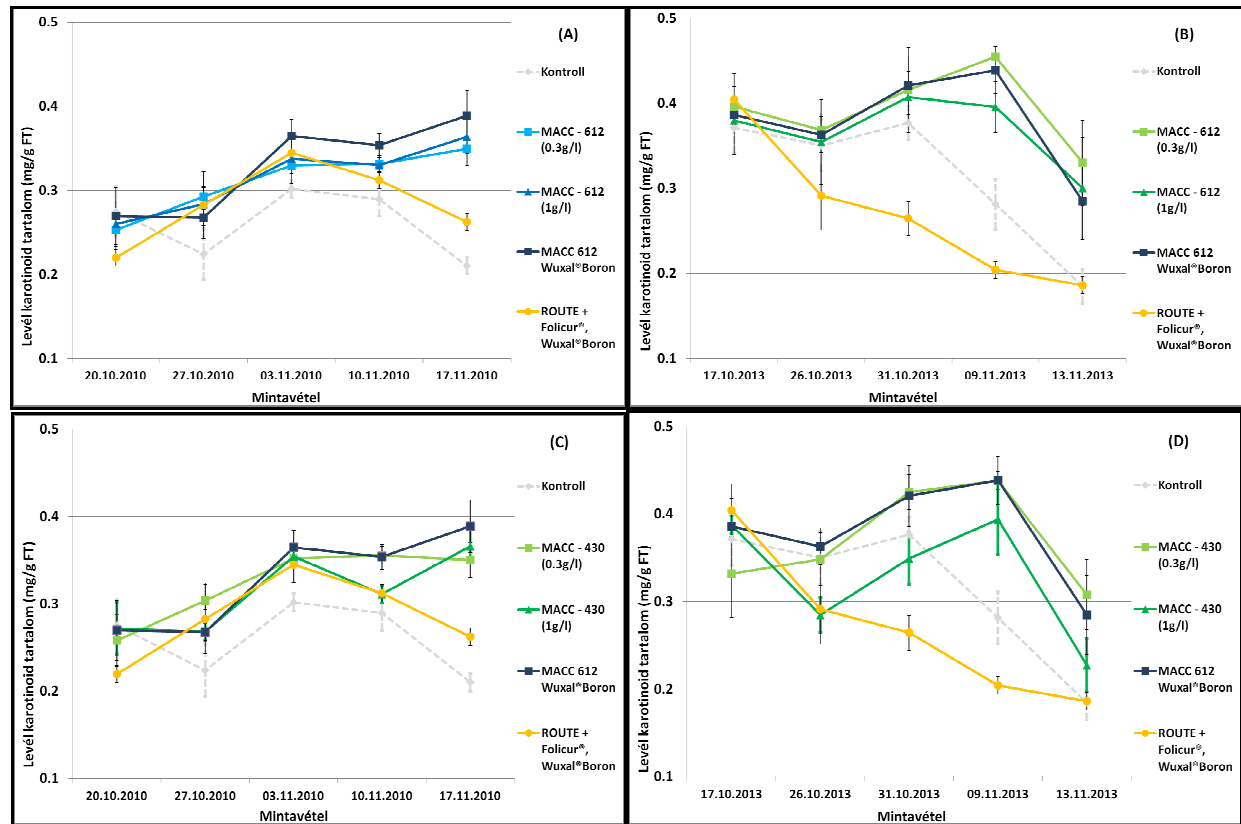 (A)
0.5
0.4
0.3
0.2
0.1
Levél karotinoid tartalom (mg/g FT)
20.10.2010 27.10.2010 03.11.2010 10.11.2010 17.11.2010
Mintavétel
Kontroll
MACC - 612
(0.3g/l)
MACC - 612
(1g/l)
MACC 612
Wuxal®Boron
ROUTE +
Folicur®,
Wuxal®Boron
(B)
0.5
0.4
0.3
0.2
0.1
Levél karotinoid tartalom (mg/g FT)
17.10.2013 26.10.2013 31.10.2013 09.11.2013 13.11.2013
Mintavétel
Kontroll
MACC - 612
(0.3g/l)
MACC - 612
(1g/l)
MACC 612
Wuxal®Boron
ROUTE +
Folicur®,
Wuxal®Boron
(C)
0.5
0.4
0.3
0.2
0.1
Levél karotinoid tartalom (mg/g FT)
20.10.2010 27.10.2010 03.11.2010 10.11.2010 17.11.2010
Mintavétel
Kontroll
MACC - 430
(0.3g/l)
MACC - 430
(1g/l)
MACC 612
Wuxal®Boron
ROUTE +
Folicur®,
Wuxal®Boron
(D)
0.5
0.4
0.3
0.2
0.1
Levél karotinoid tartalom (mg/g FT)
17.10.2013 26.10.2013 31.10.2013 09.11.2013 13.11.2013
Mintavétel
Kontroll
MACC - 430
(0.3g/l)
MACC - 430
(1g/l)
MACC 612
Wuxal®Boron
ROUTE +
Folicur®,
Wuxal®Boron